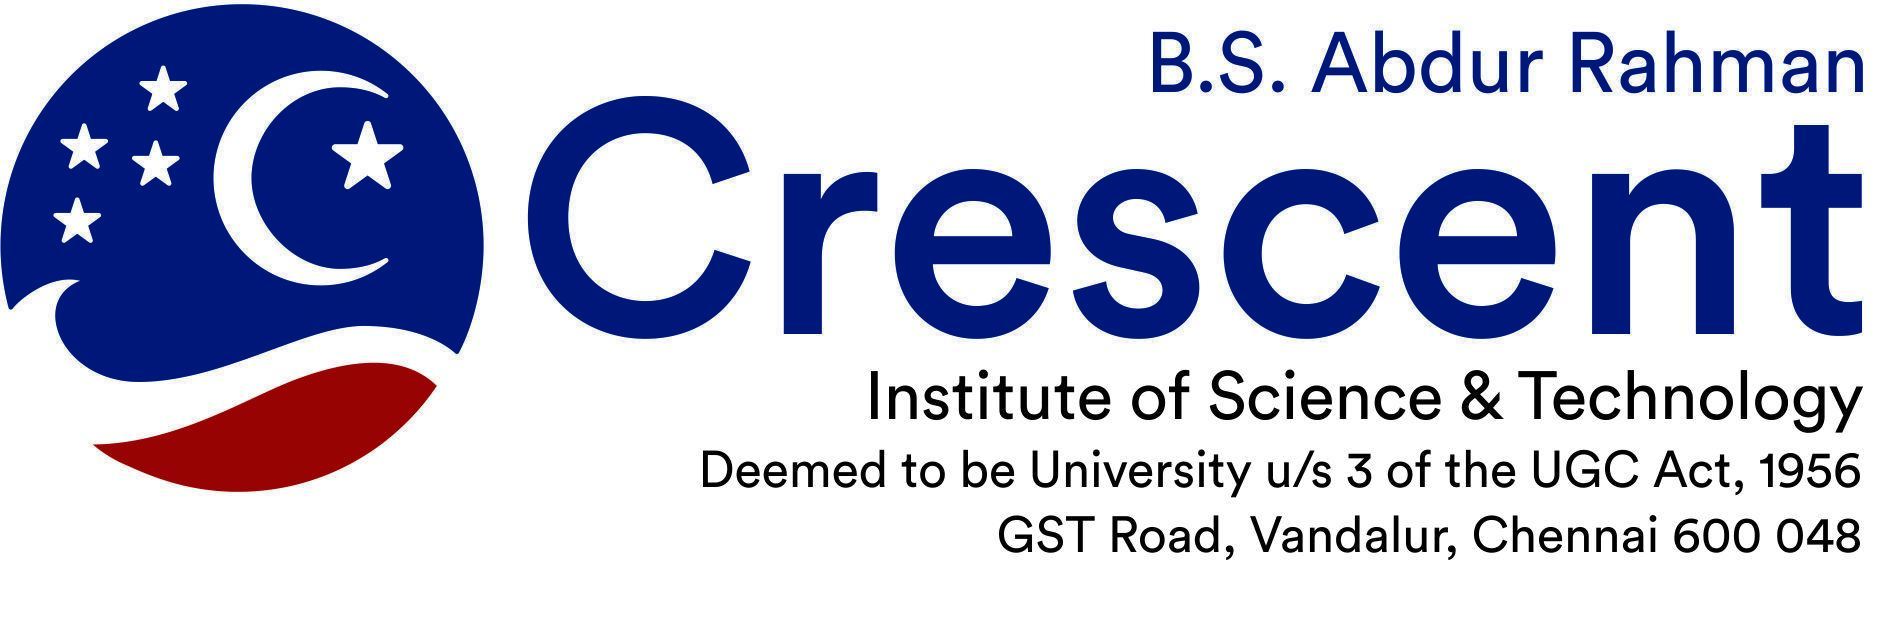 B.S. Abdur Rahman
Crescent
Institute of Science & Technology
Deemed to be University u/s 3 of the UGC Act, 1956
GST Road, Vandalur, Chennai 600 048